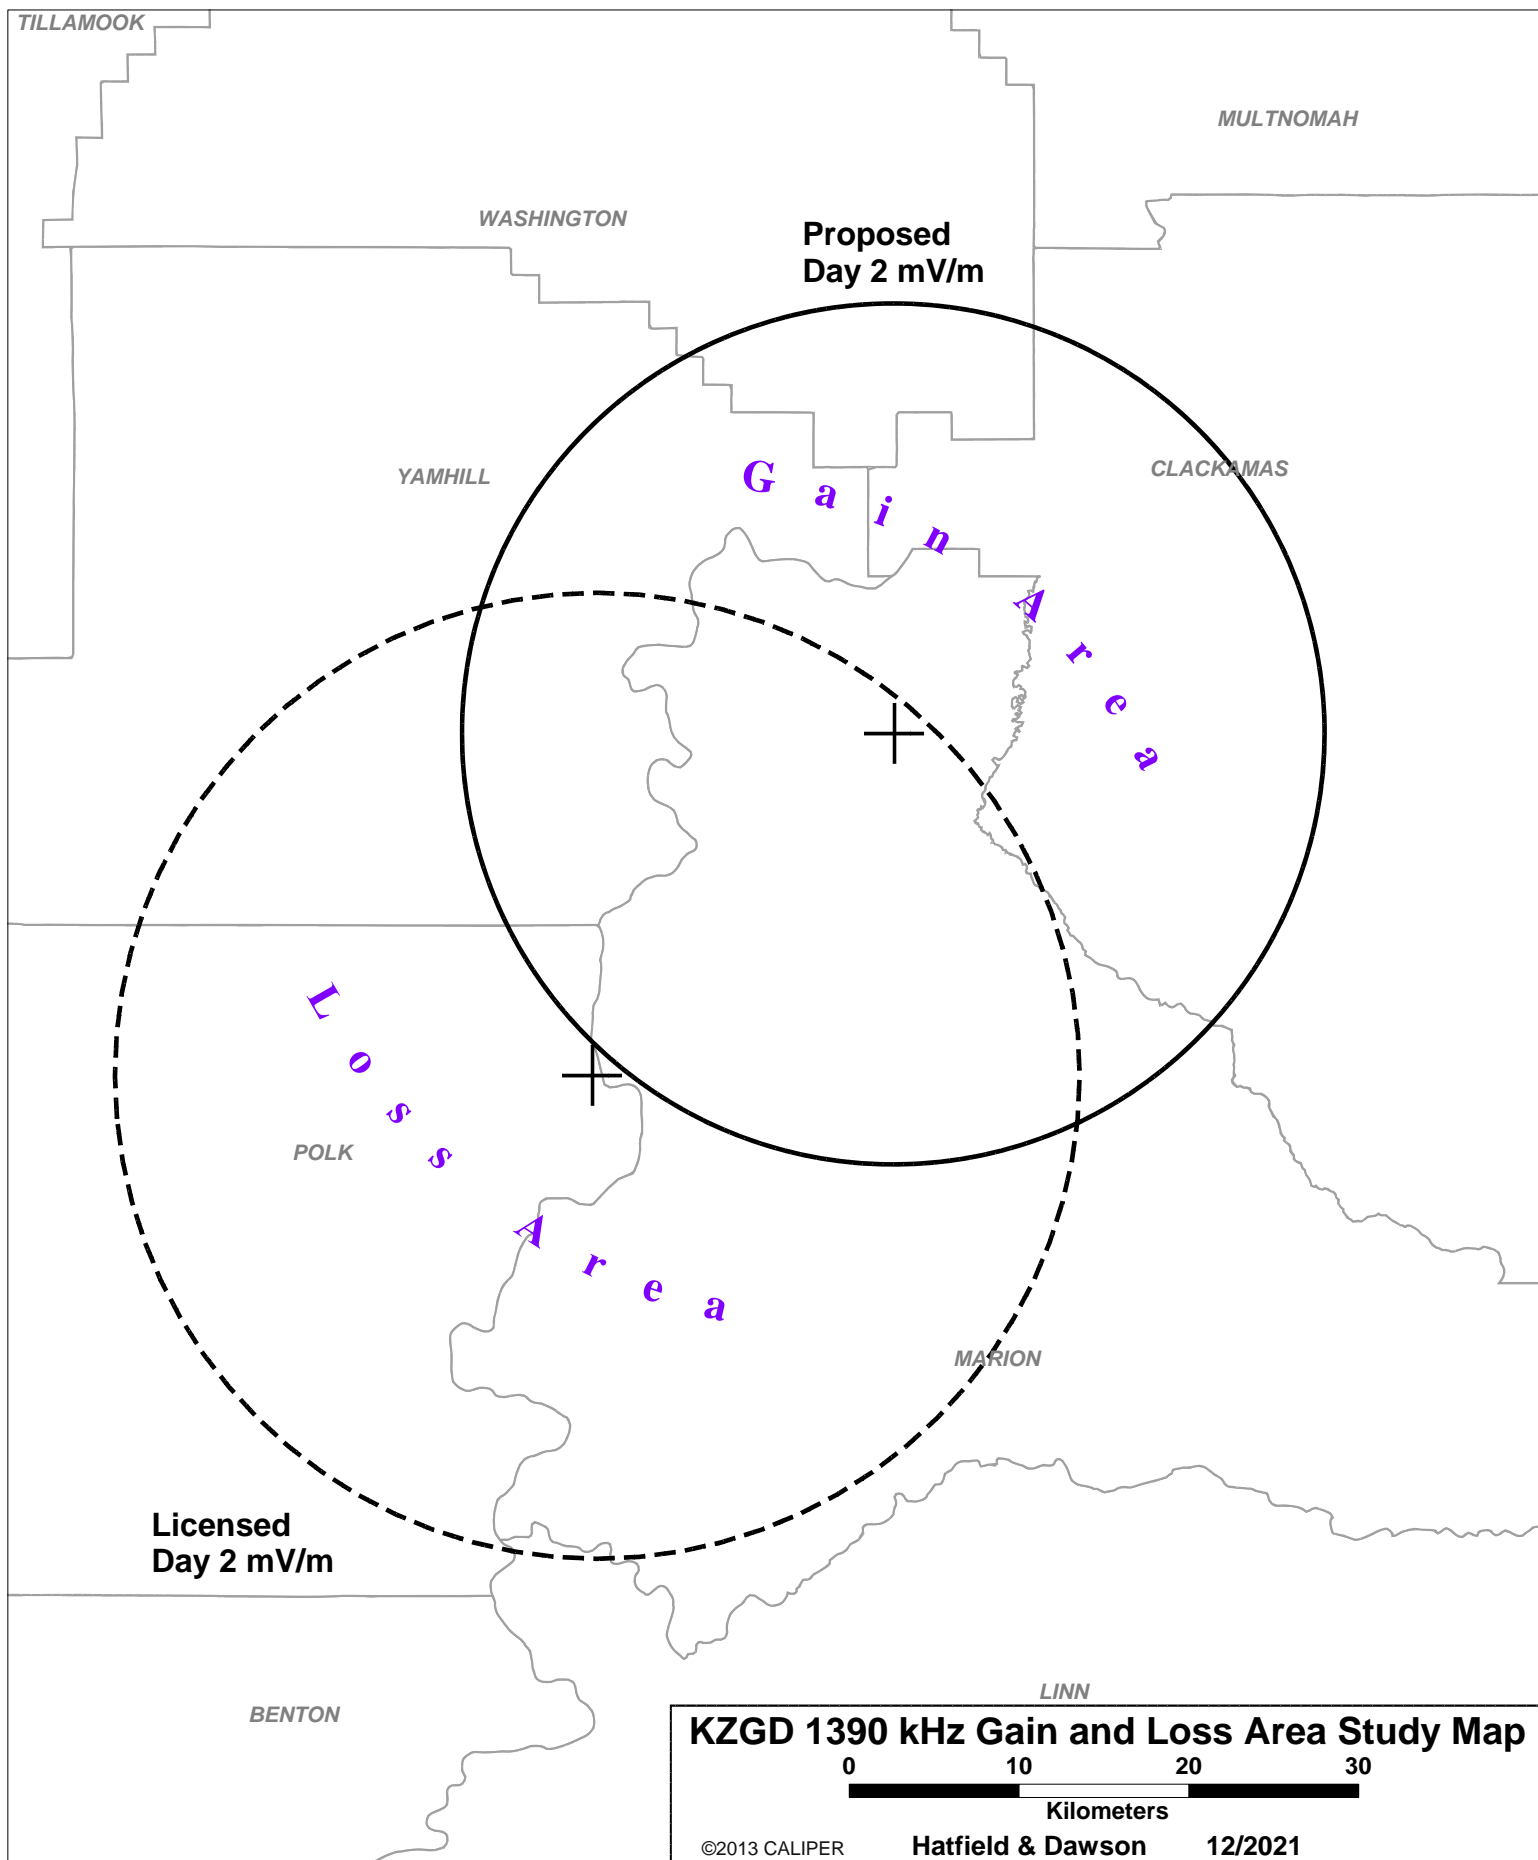 TILLAMOOK
MULTNOMAH
WASHINGTON
Proposed
Day 2 mV/m
YAMHILL
CLACKAMAS
Gain Area
Loss Area
POLK
MARION
Licensed
Day 2 mV/m
LINN
BENTON
KZGD 1390 kHz Gain and Loss Area Study Map
0 10 20 30
Kilometers
©2013 CALIPER Hatfield & Dawson 12/2021